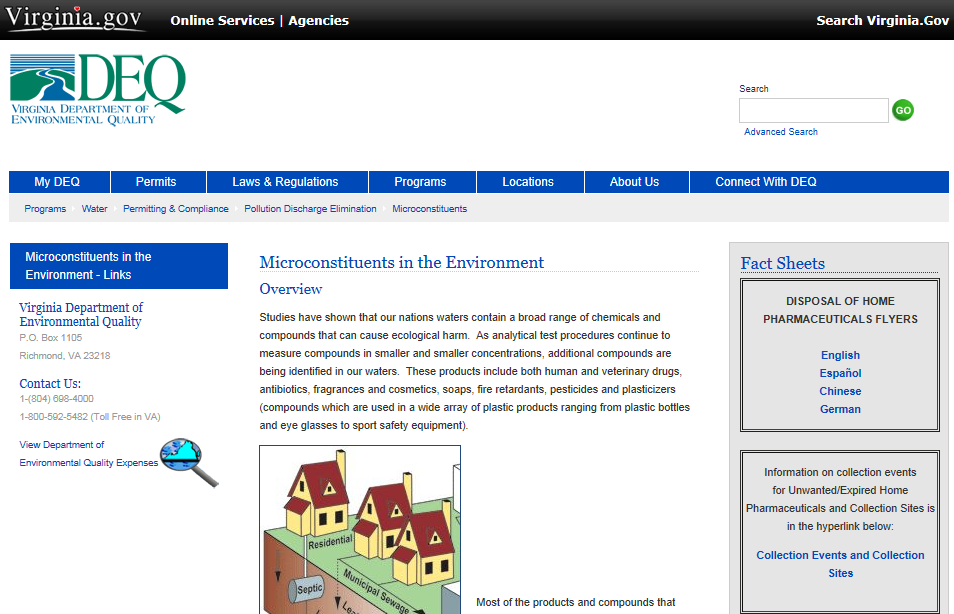 Virginia.gov Online Services | Agencies Search Virginia.Gov
DEQ
VIRGINIA DEPARTMENT OF
ENVIRONMENTAL QUALITY
Search
GO
Advanced Search
My DEQ Permits Laws & Regulations Programs Locations About Us Connect With DEQ
Programs Water Permitting & Compliance Pollution Discharge Elimination Microconstituents
Microconstituents in the
Environment - Links
Virginia Department of
Environmental Quality
P.O. Box 1105
Richmond, VA 23218
Contact Us:
1-(804) 698-4000
1-800-592-5482 (Toll Free in VA)
View Department of
Environmental Quality Expenses
Microconstituents in the Environment
Overview
Studies have shown that our nations waters contain a broad range of chemicals and
compounds that can cause ecological harm.  As analytical test procedures continue to
measure compounds in smaller and smaller concentrations, additional compounds are
being identified in our waters.  These products include both human and veterinary drugs,
antibiotics, fragrances and cosmetics, soaps, fire retardants, pesticides and plasticizers
(compounds which are used in a wide array of plastic products ranging from plastic bottles
and eye glasses to sport safety equipment).
Residential
Septic
Municipal Sewage
Most of the products and compounds that
Fact Sheets
DISPOSAL OF HOME
PHARMACEUTICALS FLYERS
English
Español
Chinese
German
Information on collection events
for Unwanted/Expired Home
Pharmaceuticals and Collection Sites is
in the hyperlink below:
Collection Events and Collection
Sites